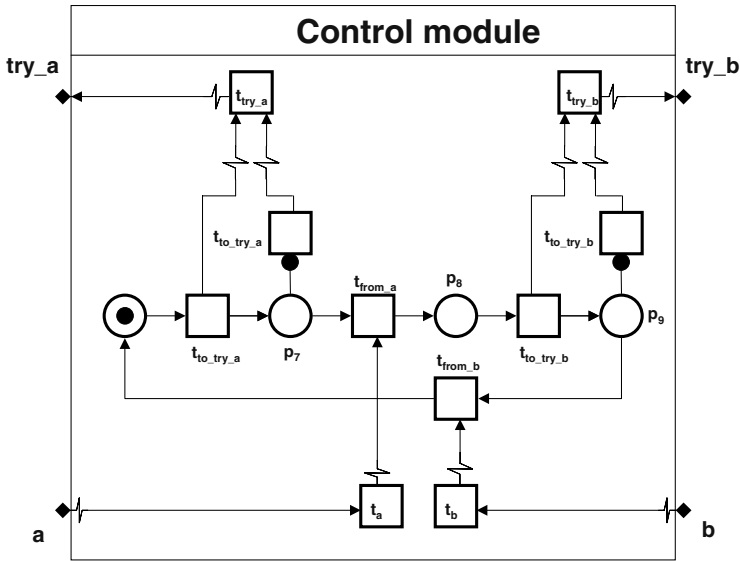 Control module
try_a
try_b
t_try_a
t_try_b
t_to_try_a
t_to_try_b
t_from_a
p_8
p_9
t_to_try_a
p_7
t_to_try_b
t_from_b
t_a
t_b
a
b